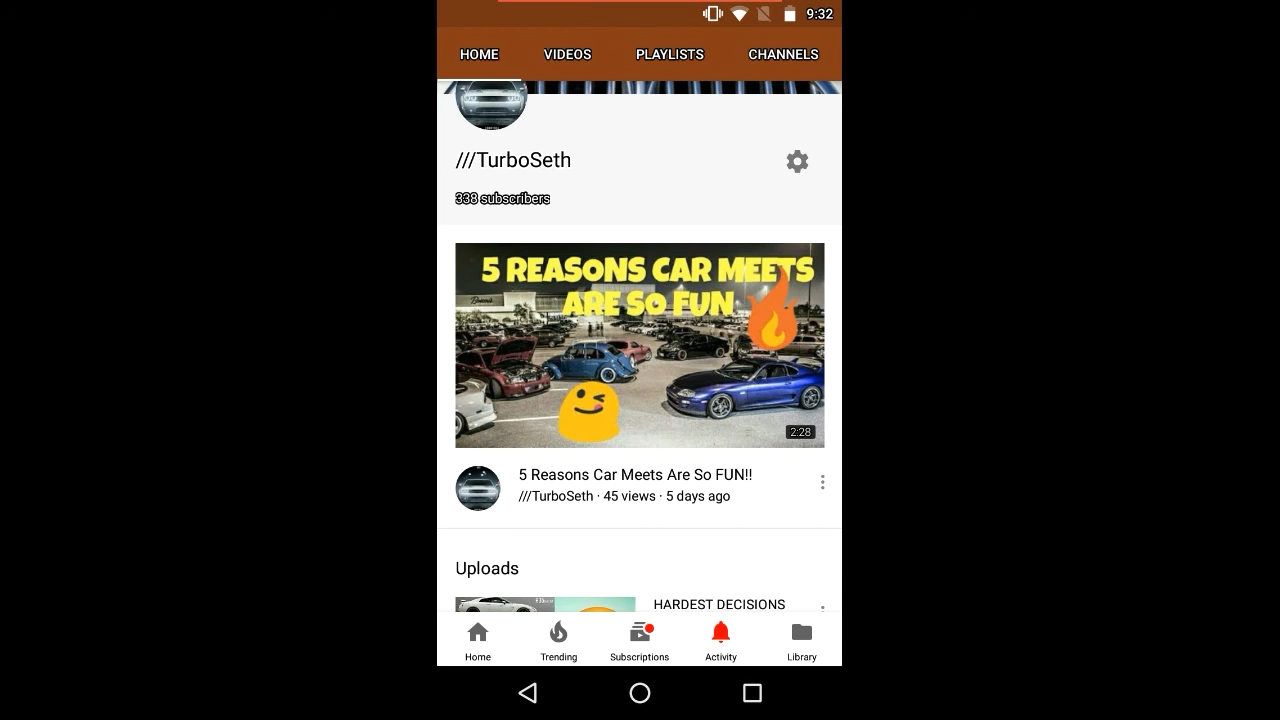 9:32
HOME VIDEOS PLAYLISTS CHANNELS
///TurboSeth
338 subscribers
5 REASONS CAR MEETS
ARE SO FUN
2:28
5 Reasons Car Meets Are So FUN!!
///TurboSeth · 45 views · 5 days ago
Uploads
HARDEST DECISIONS
Home Trending Subscriptions Activity Library